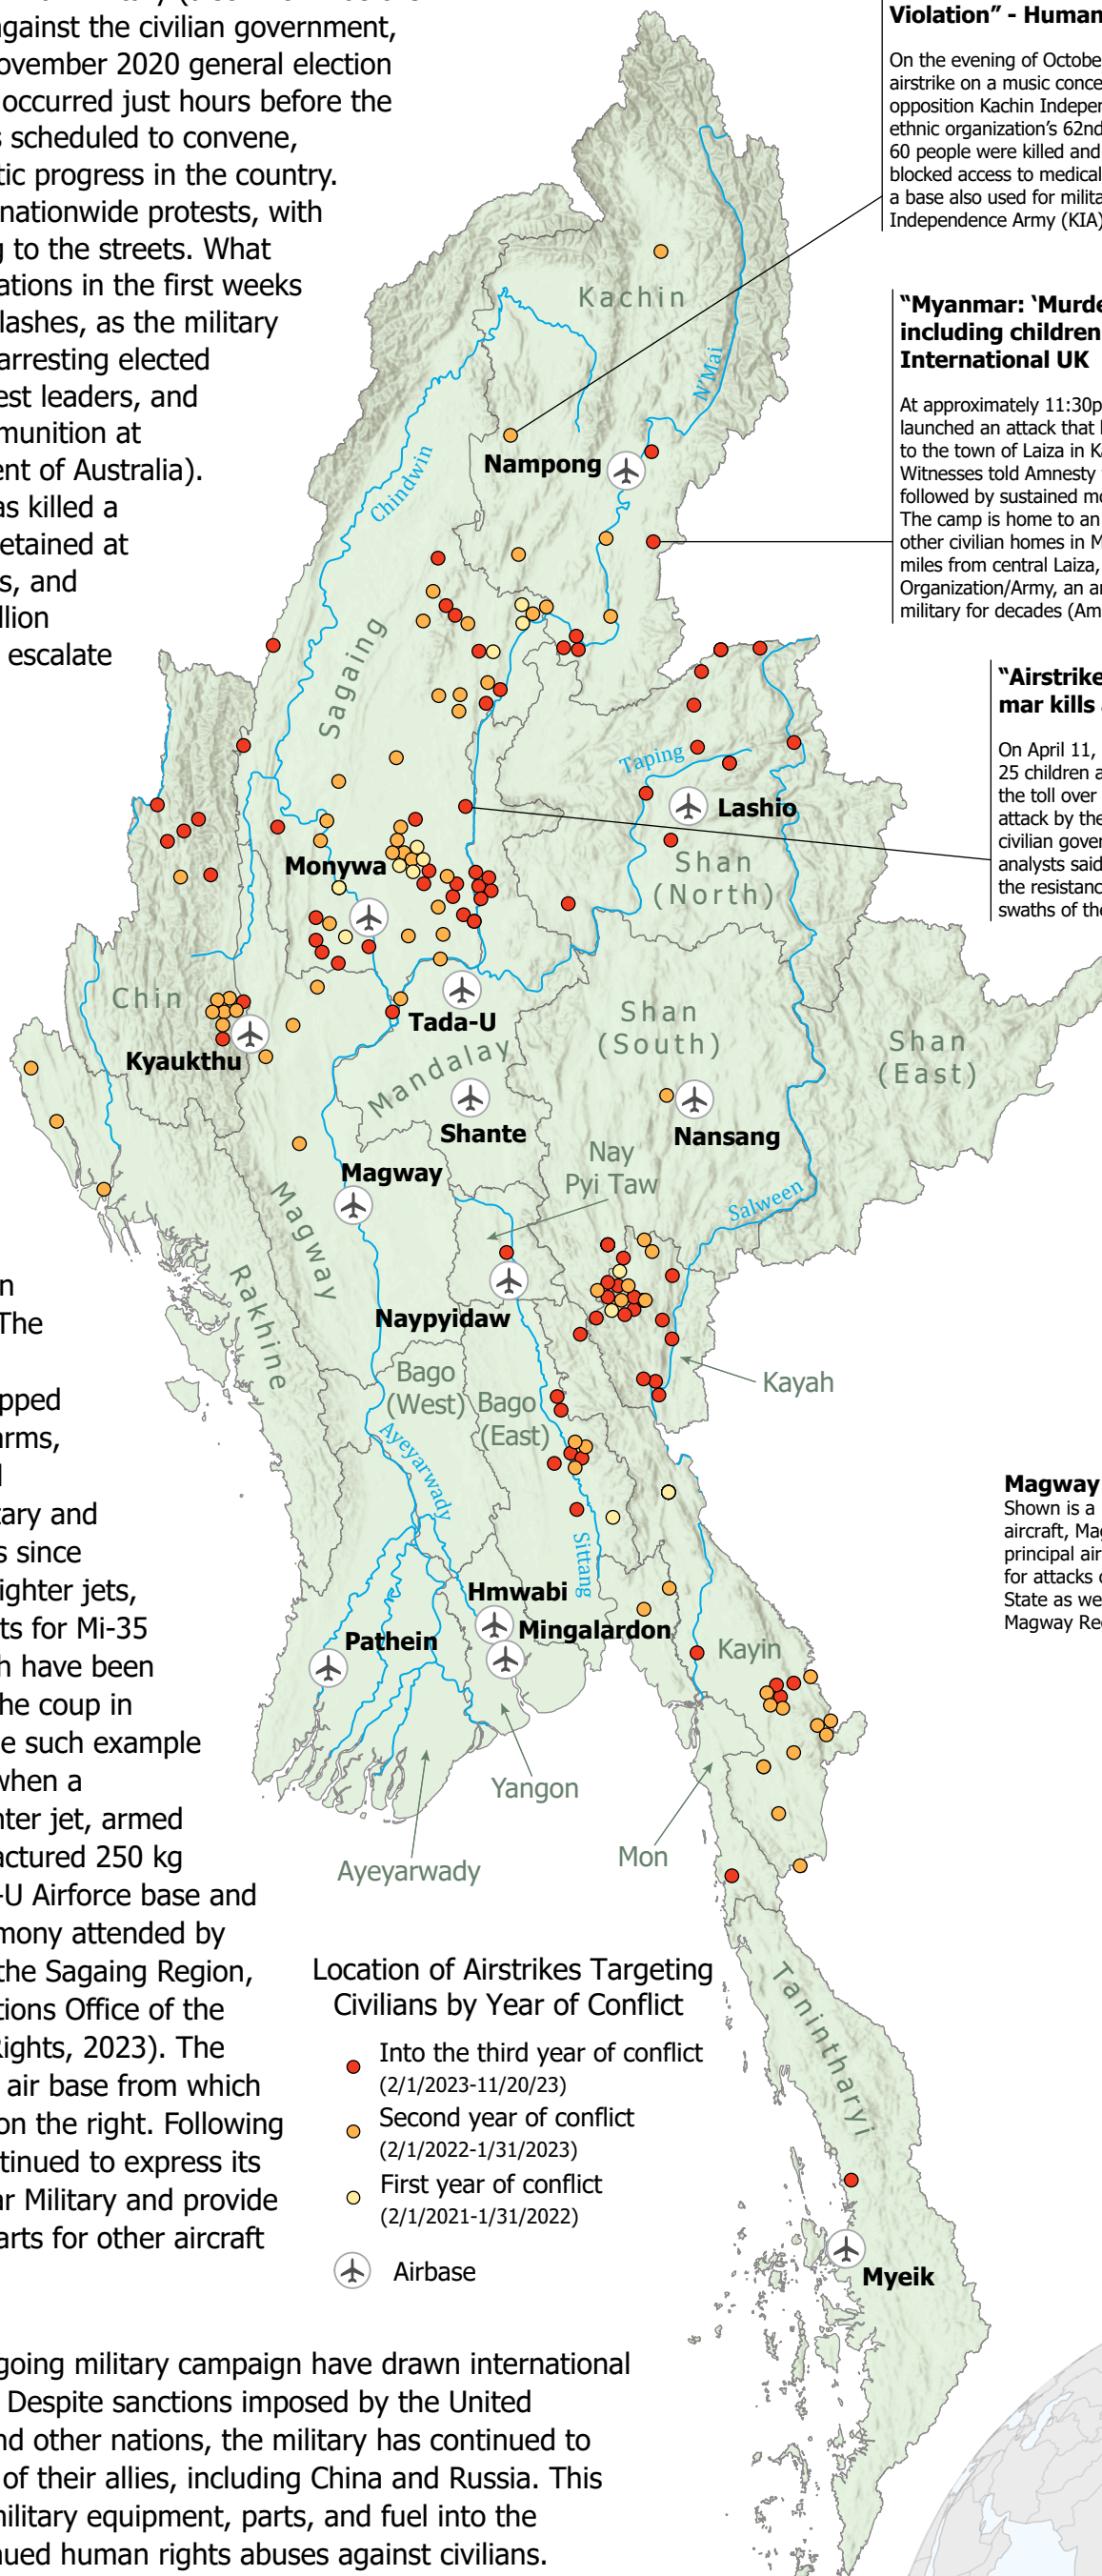 against the civilian government,
ovember 2020 general election
occurred just hours before the
s scheduled to convene,
tic progress in the country.
nationwide protests, with
g to the streets. What
ations in the first weeks
lashes, as the military
arresting elected
est leaders, and
munition at
ent of Australia).
as killed a
etained at
s, and
llion
escalate
n
The
pped
arms,
tary and
s since
ighter jets,
ts for Mi-35
h have been
he coup in
e such example
when a
hter jet, armed
actured 250 kg
-U Airforce base and
mony attended by
the Sagaing Region,
tions Office of the
Rights, 2023). The
air base from which
on the right. Following
tinued to express its
ar Military and provide
arts for other aircraft
going military campaign have drawn international
Despite sanctions imposed by the United
nd other nations, the military has continued to
of their allies, including China and Russia. This
military equipment, parts, and fuel into the
nued human rights abuses against civilians.
Violation” - Human
On the evening of Octobe
airstrike on a music conce
opposition Kachin Indeper
ethnic organization’s 62nd
60 people were killed and
blocked access to medical
a base also used for milita
Independence Army (KIA)
“Myanmar: ‘Murde
including children
International UK
At approximately 11:30p
launched an attack that
to the town of Laiza in Ka
Witnesses told Amnesty
followed by sustained mo
The camp is home to an
other civilian homes in M
miles from central Laiza,
Organization/Army, an ar
military for decades (Am
“Airstrike
mar kills
On April 11,
25 children a
the toll over
attack by the
civilian gover
analysts said
the resistanc
swaths of the
Magway
Shown is a
aircraft, Mag
principal air
for attacks o
State as we
Magway Reg
Kachin
N’Mai
Nampong
Chindwin
Sagaing
Taping
Lashio
Shan
(North)
Monywa
Chin
Kyaukthu
Tada-U
Mandalay
Shan
(South)
Shan
(East)
Shante
Nansang
Nay
Pyi Taw
Salween
Magway
Magway
Rakhine
Naypyidaw
Kayah
Bago
(West)
Bago
(East)
Ayeyarwady
Sittang
Hmwabi
Mingalardon
Pathein
Kayin
Yangon
Ayeyarwady
Mon
Tanintharyi
Myeik
Location of Airstrikes Targeting
Civilians by Year of Conflict
Into the third year of conflict
(2/1/2023-11/20/23)
Second year of conflict
(2/1/2022-1/31/2023)
First year of conflict
(2/1/2021-1/31/2022)
Airbase